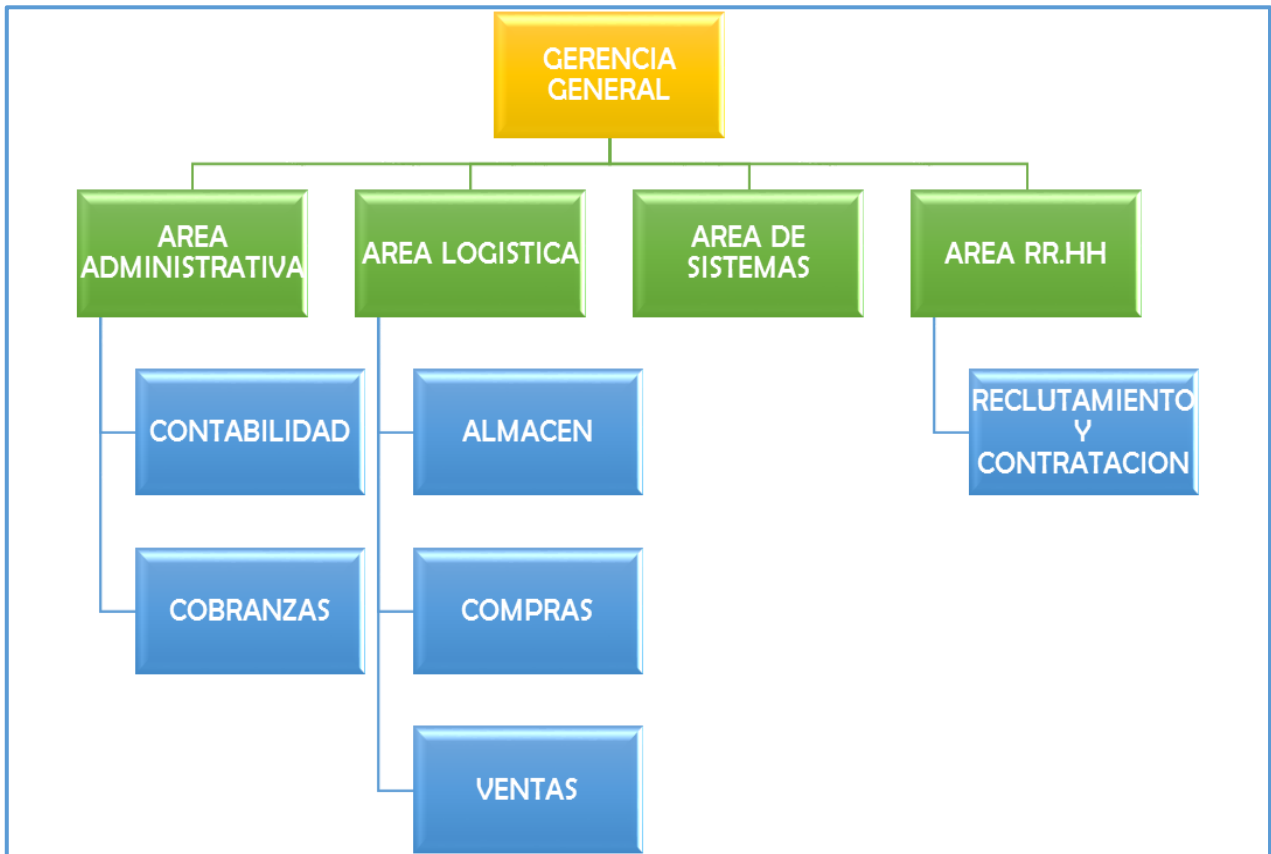 GERENCIA
GENERAL
AREA
ADMINISTRATIVA
AREA LOGISTICA
AREA DE
SISTEMAS
AREA RR.HH
CONTABILIDAD
ALMACEN
RECLUTAMIENTO
Y
CONTRATACION
COBRANZAS
COMPRAS
VENTAS